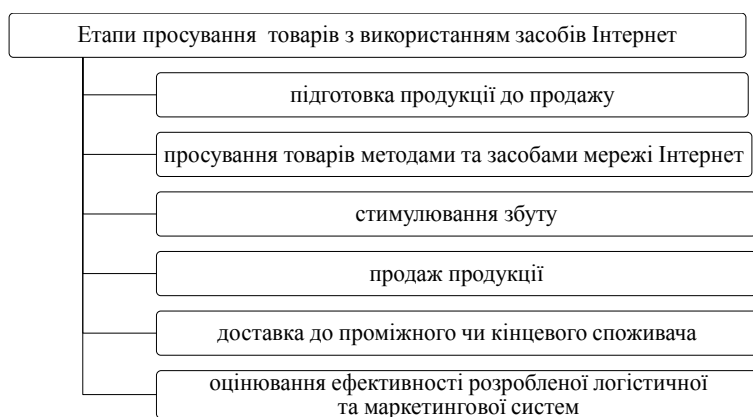 Етапи просування товарів з використанням засобів Інтернет
підготовка продукції до продажу
просування товарів методами та засобами мережі Інтернет
стимулювання збуту
продаж продукції
доставка до проміжного чи кінцевого споживача
оцінювання ефективності розробленої логістичної
та маркетингової систем